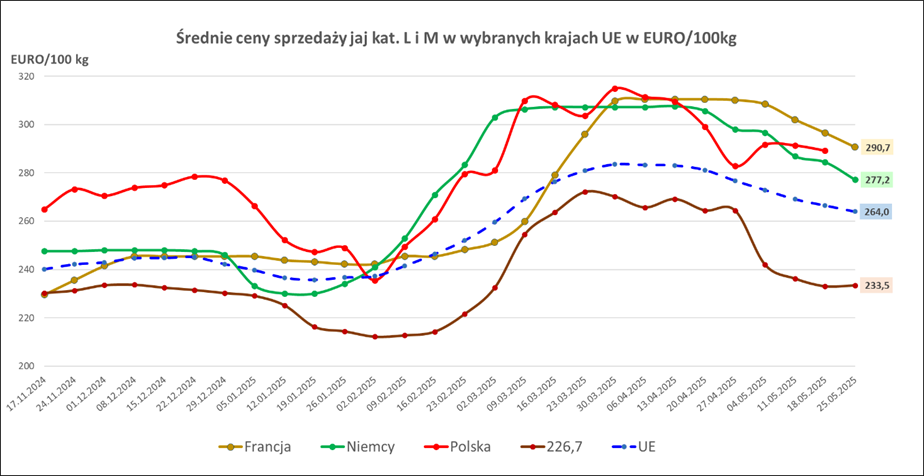 Średnie ceny sprzedaży jaj kat. L i M w wybranych krajach UE w EURO/100kg
EURO/100 kg
320
300
280
260
240
220
200
290,7
277,2
264,0
233,5
17.11.2024 24.11.2024 01.12.2024 08.12.2024 15.12.2024 22.12.2024 29.12.2024 05.01.2025 12.01.2025 19.01.2025 26.01.2025 02.02.2025 09.02.2025 16.02.2025 23.02.2025 02.03.2025 09.03.2025 16.03.2025 23.03.2025 30.03.2025 06.04.2025 13.04.2025 20.04.2025 27.04.2025 04.05.2025 11.05.2025 18.05.2025 25.05.2025
Francja Niemcy Polska 226,7 UE